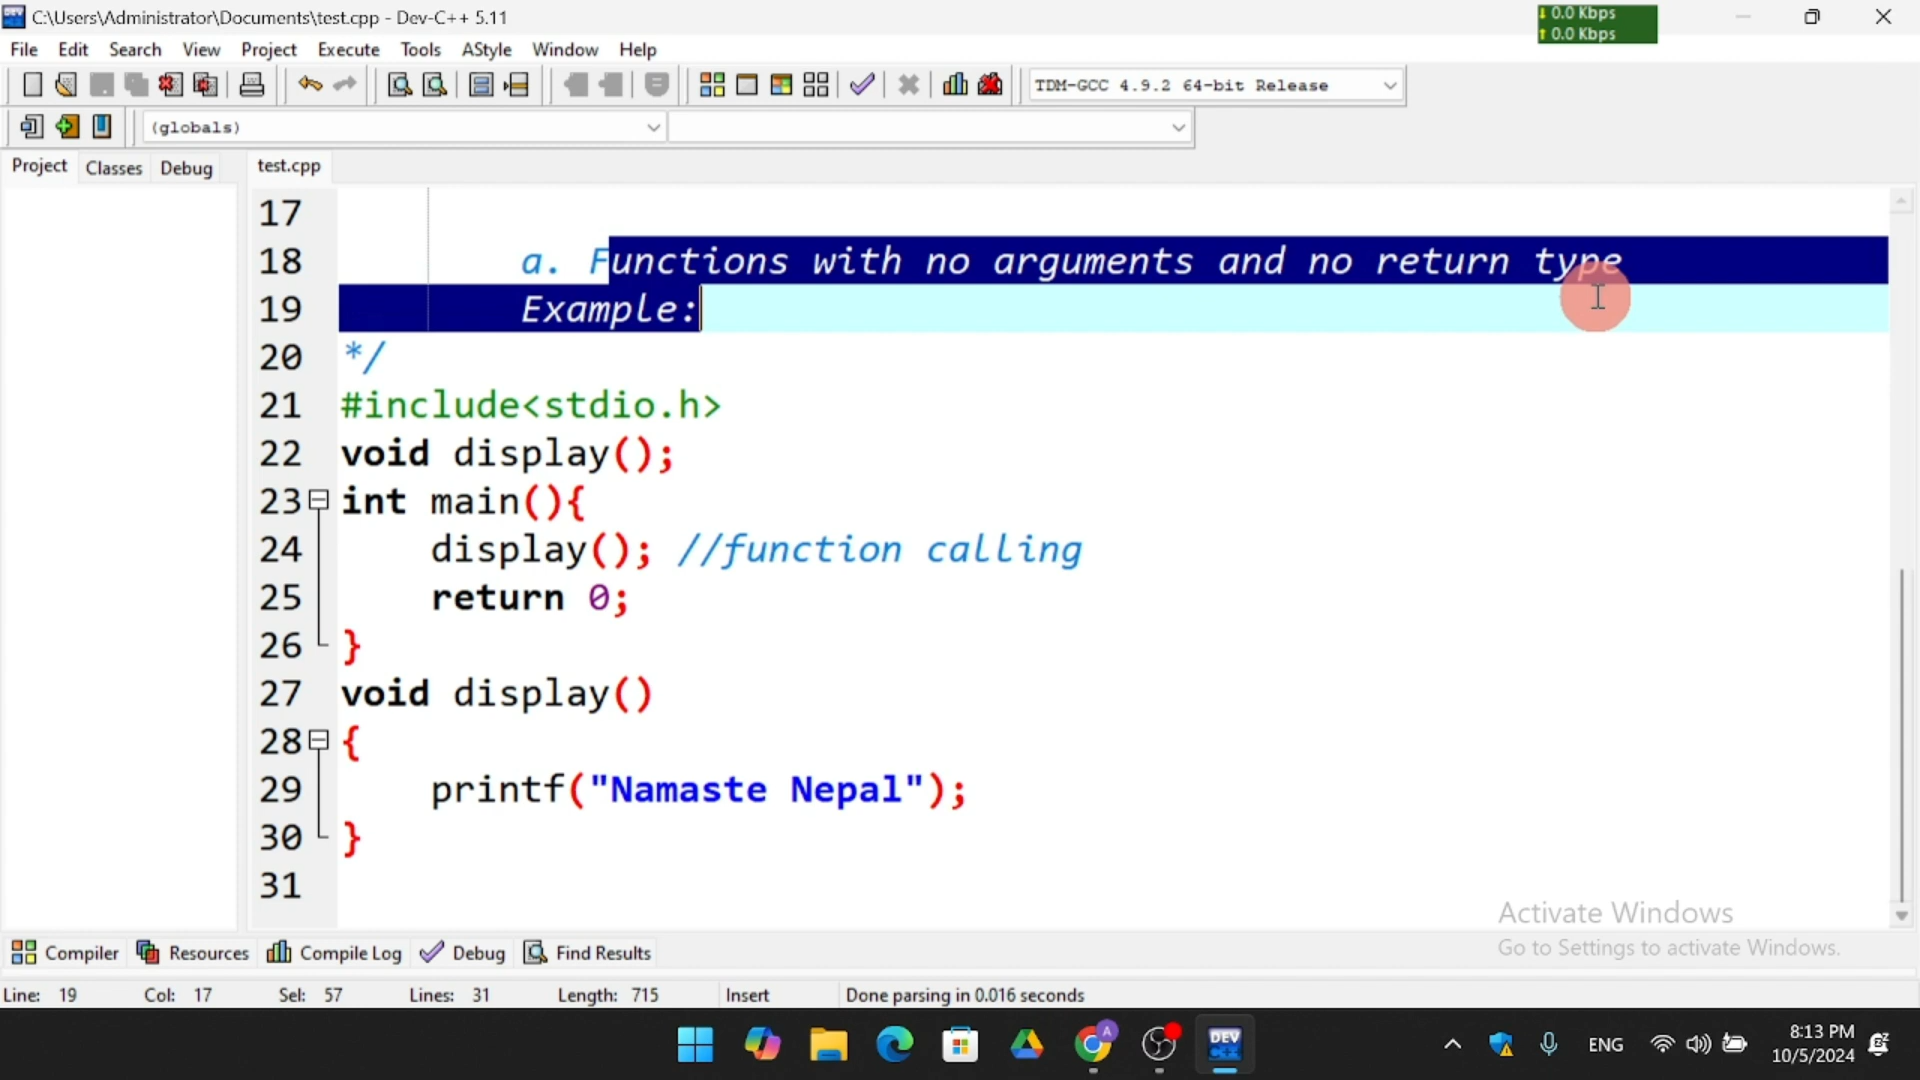 C:\Users\Administrator\Documents\test.cpp - Dev-C++ 5.11
0.0 Kbps
0.0 Kbps
File Edit Search View Project Execute Tools AStyle Window Help
TDM-GCC 4.9.2 64-bit Release
(globals)
Project Classes Debug test.cpp
17
18 a. Functions with no arguments and no return type
19 Example:
20 */
21 #include<stdio.h>
22 void display();
23 int main(){
24 display(); //function calling
25 return 0;
26 }
27 void display()
28 {
29 printf("Namaste Nepal");
30 }
31
Activate Windows
Go to Settings to activate Windows.
Compiler Resources Compile Log Debug Find Results
Line: 19 Col: 17 Sel: 57 Lines: 31 Length: 715 Insert Done parsing in 0.016 seconds
DEV
A
ENG
8:13 PM
10/5/2024